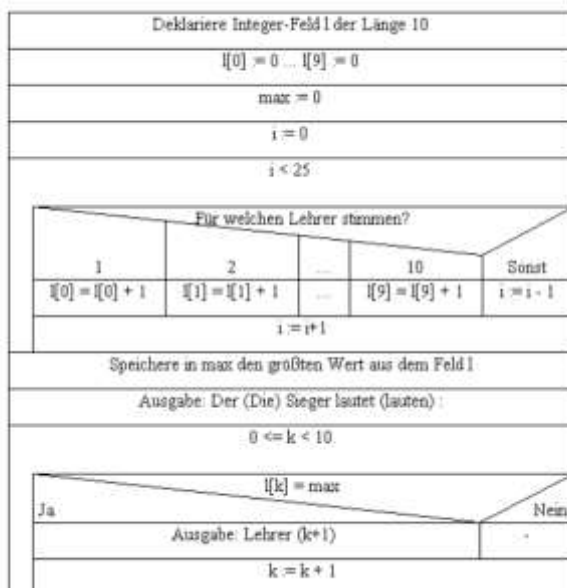 Deklariere Integer-Feld l der Länge 10
l[0] := 0 ... l[9] := 0
max := 0
i := 0
i < 25
Für welchen Lehrer stimmen?
1 2 ... 10 Sonst
l[0] = l[0] + 1 l[1] = l[1] + 1 ... l[9] = l[9] + 1 i := i - 1
i := i+1
Speichere in max den größten Wert aus dem Feld l
Ausgabe: Der (Die) Sieger lautet (lauten) :
0 <= k < 10
l[k] = max
Ja Nein
Ausgabe: Lehrer (k+1) -
k := k + 1